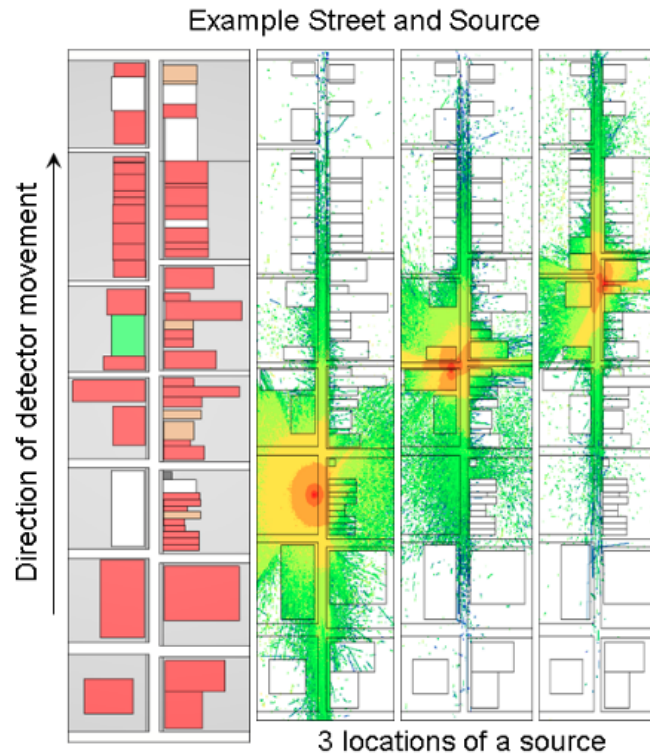 Example Street and Source
Direction of detector movement
3 locations of a source